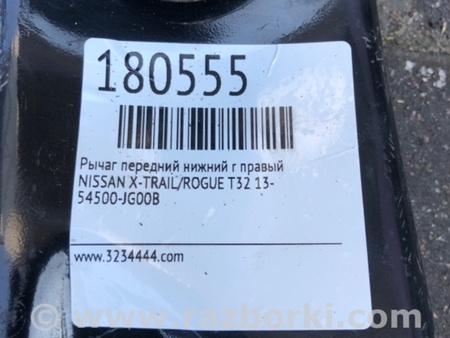 180555
Рычаг передний нижний r правый
NISSAN X-TRAIL/ROGUE T32 13-
54500-JG00B
www.3234444.com
© www.razborki.com